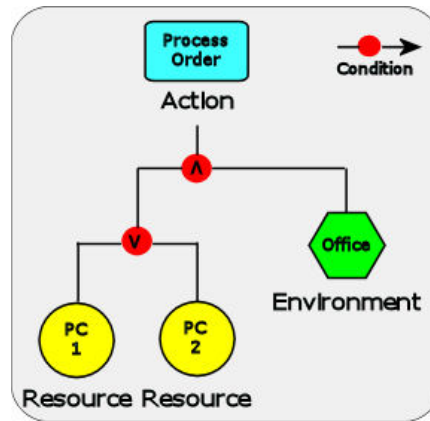 Process
Order
Condition
Action
Λ
V
Office
Environment
PC
1
PC
2
Resource Resource